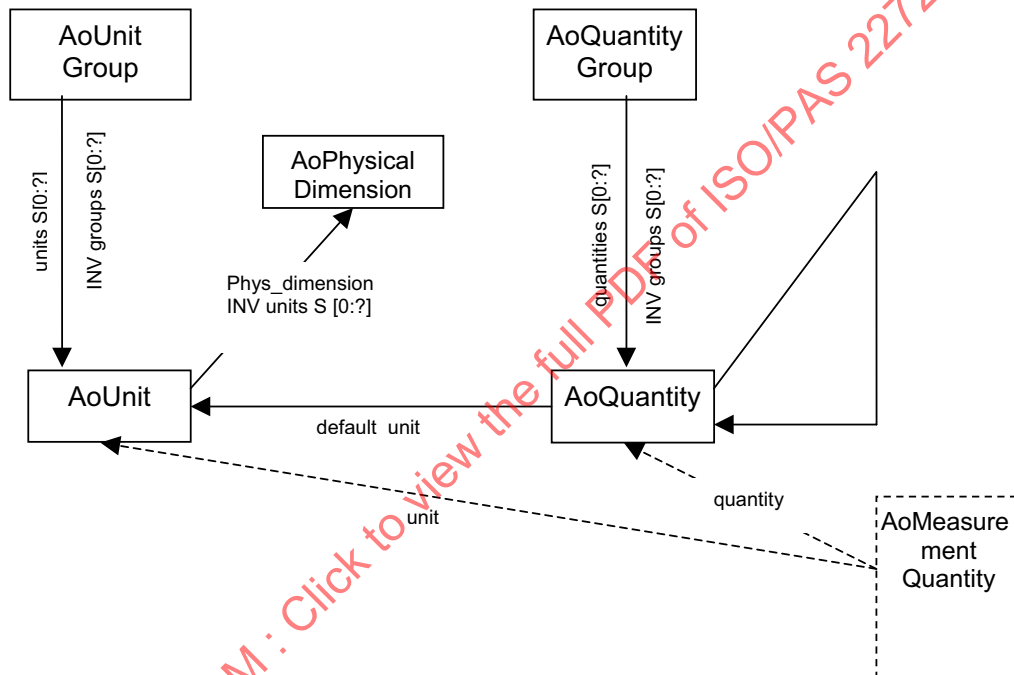 AoUnit
Group
AoQuantity
Group
units S[0:?]
INV groups S[0:?]
AoPhysical
Dimension
quantities S[0:?]
INV groups S[0:?]
Phys_dimension
INV units S [0:?]
AoUnit
AoQuantity
default unit
quantity
unit
AoMeasure
ment
Quantity
M : Click to view the full PDF of ISO/PAS 2272